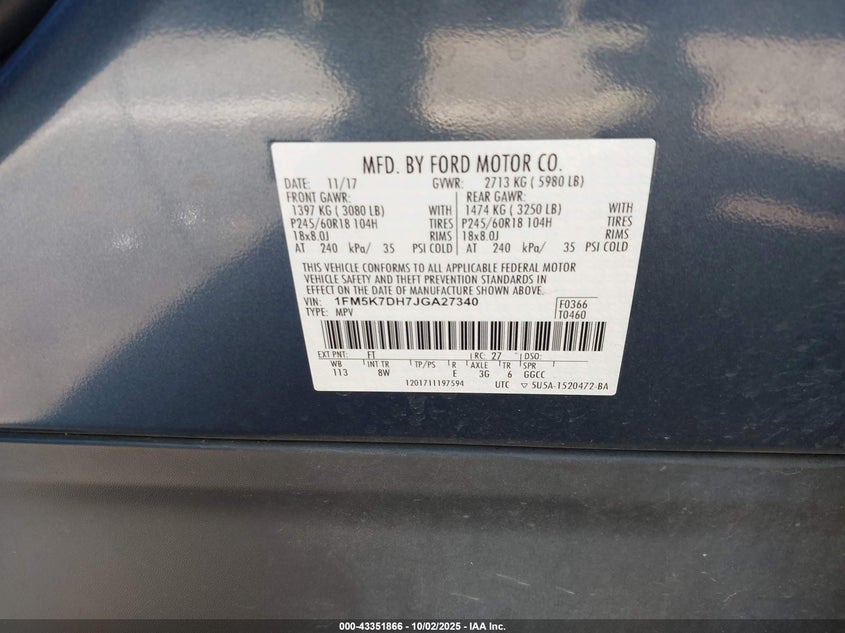 MFD. BY FORD MOTOR CO.
DATE: 11/17 GVWR: 2713 KG ( 5980 LB)
FRONT GAWR: REAR GAWR:
1397 KG ( 3080 LB) WITH 1474 KG ( 3250 LB) WITH
P245/60R18 104H TIRES P245/60R18 104H TIRES
18x8.0J RIMS 18x8.0J RIMS
AT 240 kPa/ 35 PSI COLD AT 240 kPa/ 35 PSI COLD
THIS VEHICLE CONFORMS TO ALL APPLICABLE FEDERAL MOTOR
VEHICLE SAFETY AND THEFT PREVENTION STANDARDS IN
EFFECT ON THE DATE OF MANUFACTURE SHOWN ABOVE.
VIN: 1FM5K7DH7JGA27340 F0366
TYPE: MPV T0460
EXT PNT: FT RC: 27 DSO:
WB INT TR TP/PS R AXLE TR SPR
113 8W E 3G 6 GGCC
1201711197594 UTC ▽ 5U5A-1520472-BA
000-43351866 - 10/02/2025 - IAA Inc.